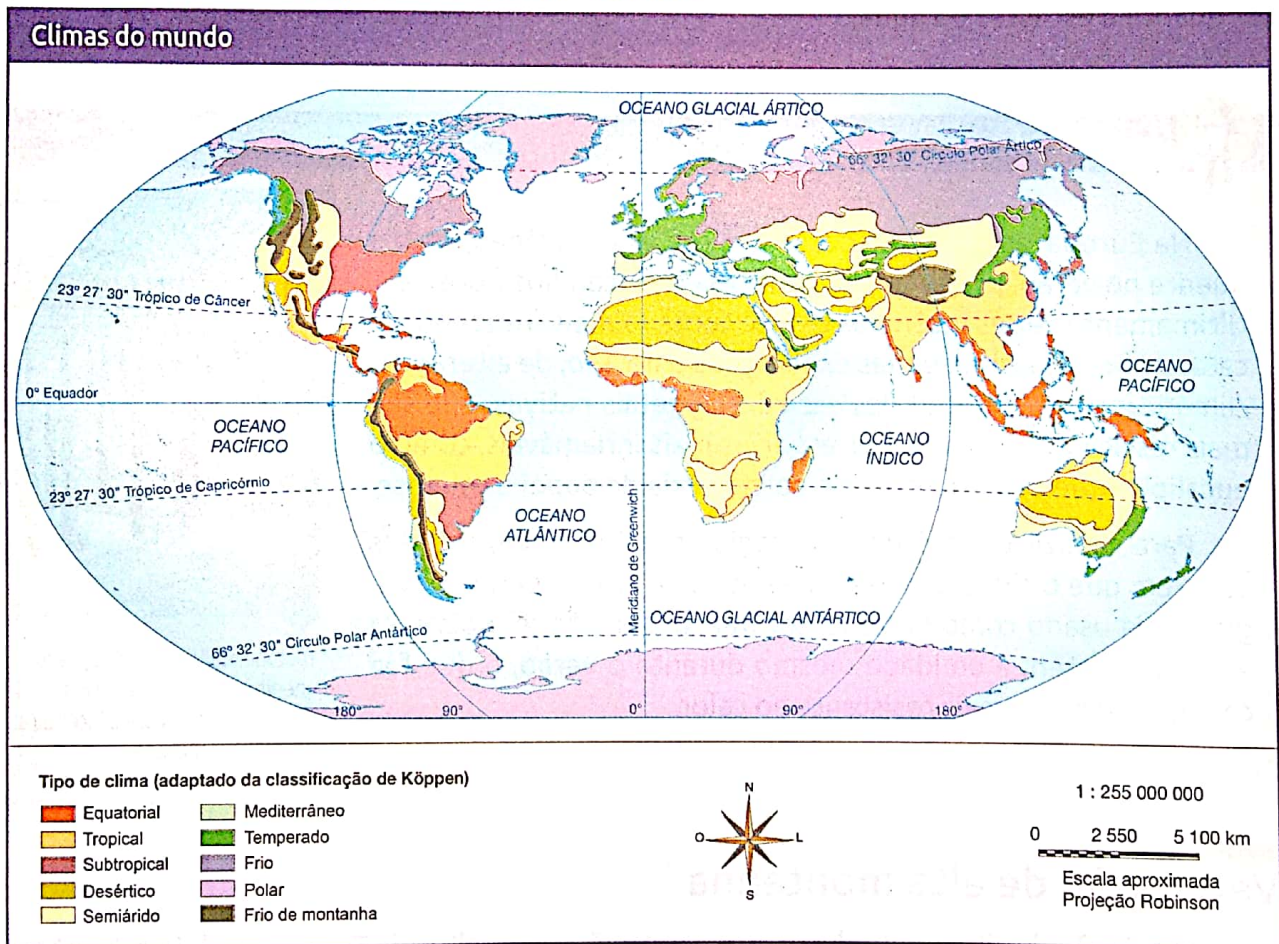 Climas do mundo
OCEANO GLACIAL ÁRTICO
66° 32' 30" Círculo Polar Ártico
23° 27' 30" Trópico de Câncer
OCEANO
PACÍFICO
0° Equador
OCEANO
PACÍFICO
OCEANO
ÍNDICO
23° 27' 30" Trópico de Capricórnio
OCEANO
ATLÂNTICO
Meridiano de Greenwich
OCEANO GLACIAL ANTÁRTICO
66° 32' 30" Círculo Polar Antártico
180° 90° 0° 90° 180°
Tipo de clima (adaptado da classificação de Köppen)
Equatorial
Tropical
Subtropical
Desértico
Semiárido
Mediterrâneo
Temperado
Frio
Polar
Frio de montanha
N
O L
S
1 : 255 000 000
0 2 550 5 100 km
Escala aproximada
Projeção Robinson